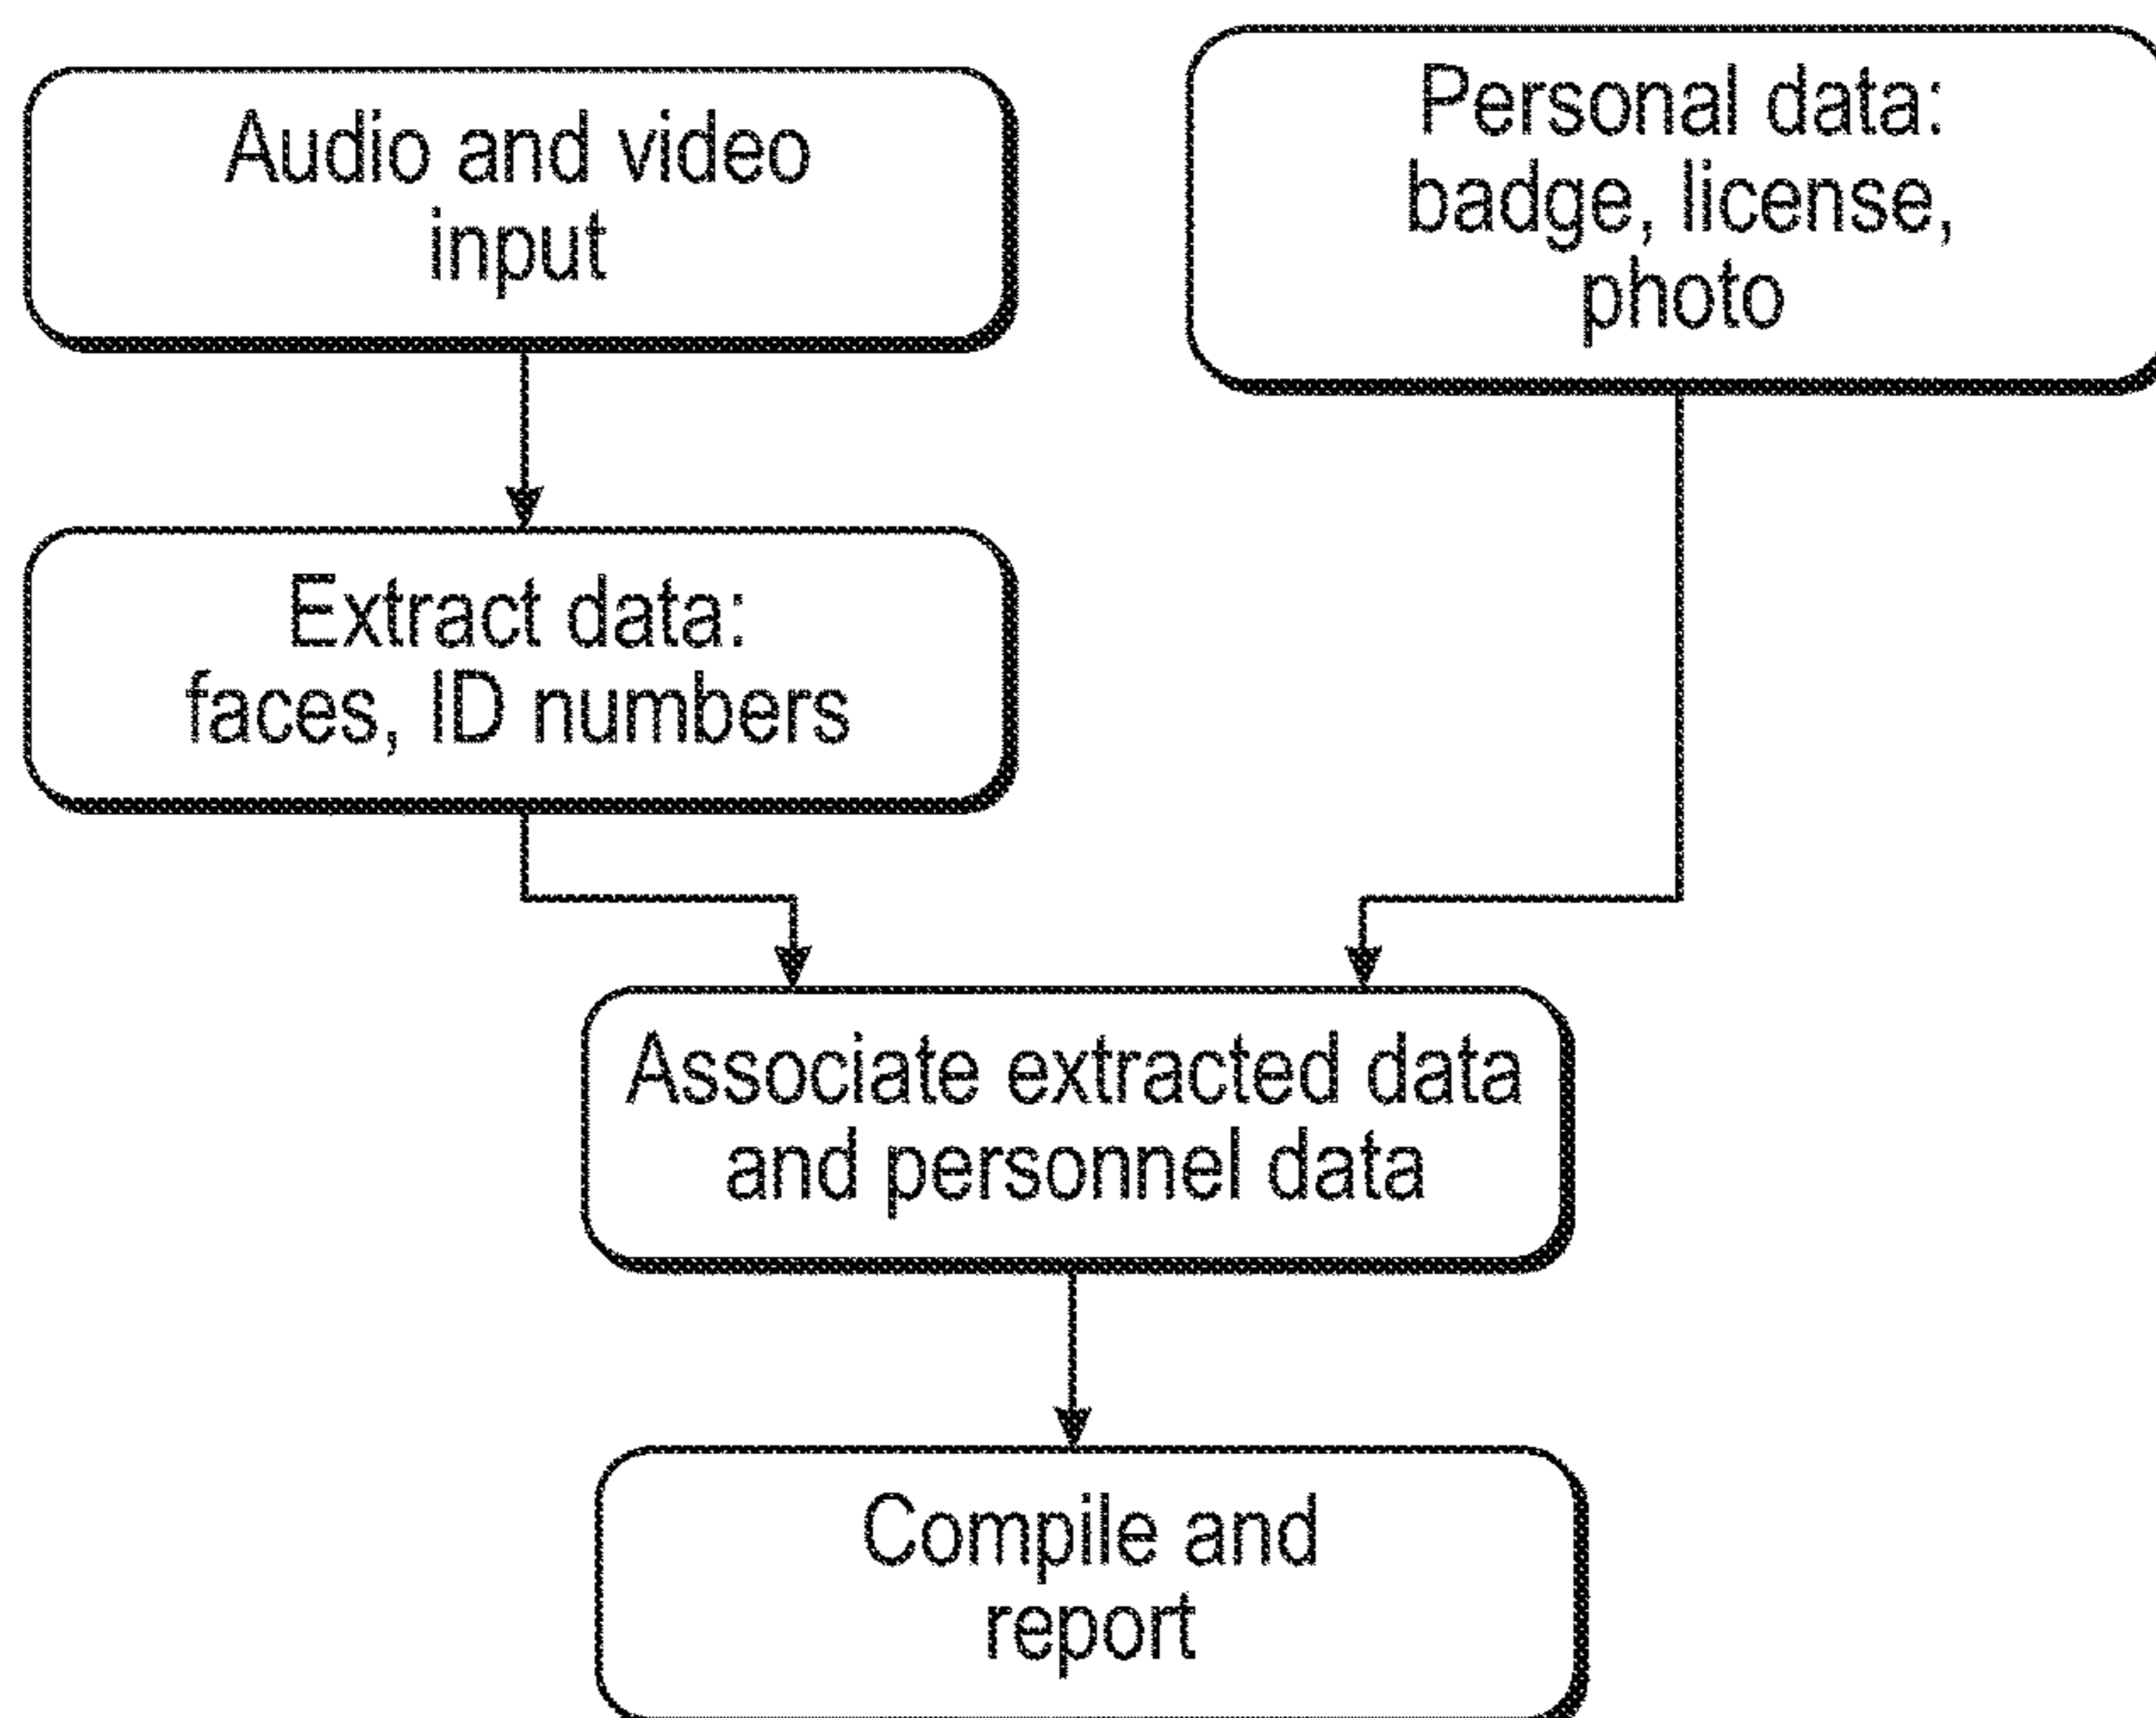 Audio and video
input
Personal data:
badge, license,
photo
Extract data:
faces, ID numbers
Associate extracted data
and personnel data
Compile and
report